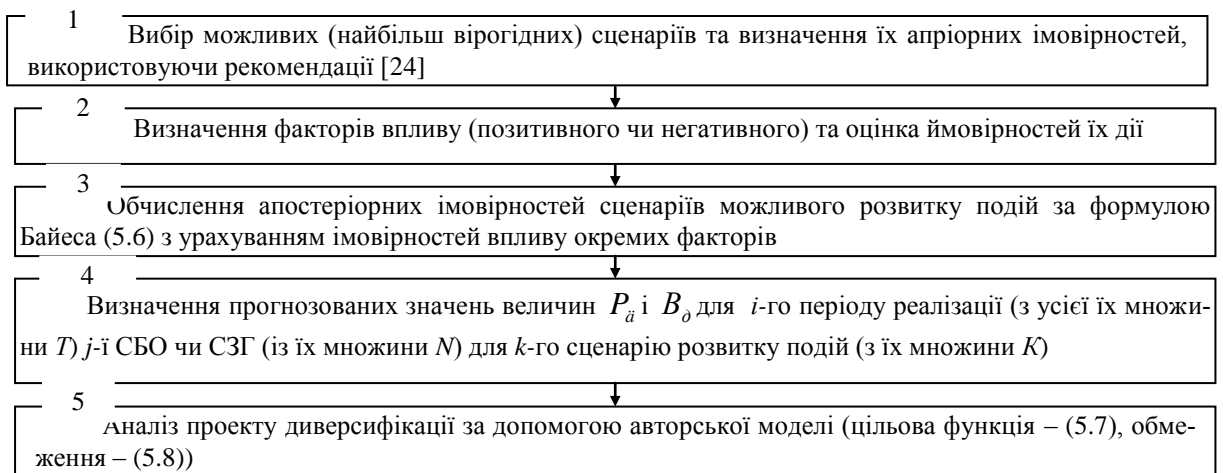 1
Вибір можливих (найбільш вірогідних) сценаріїв та визначення їх апріорних імовірностей,
використовуючи рекомендації [24]
2
Визначення факторів впливу (позитивного чи негативного) та оцінка ймовірностей їх дії
3
Обчислення апостеріорних імовірностей сценаріїв можливого розвитку подій за формулою
Байеса (5.6) з урахуванням імовірностей впливу окремих факторів
4
Визначення прогнозованих значень величин P_ä і B_д для i-го періоду реалізації (з усієї їх множи-
ни T) j-ї СБО чи СЗГ (із їх множини N) для k-го сценарію розвитку подій (з їх множини K)
5
Аналіз проекту диверсифікації за допомогою авторської моделі (цільова функція – (5.7), обме-
ження – (5.8))